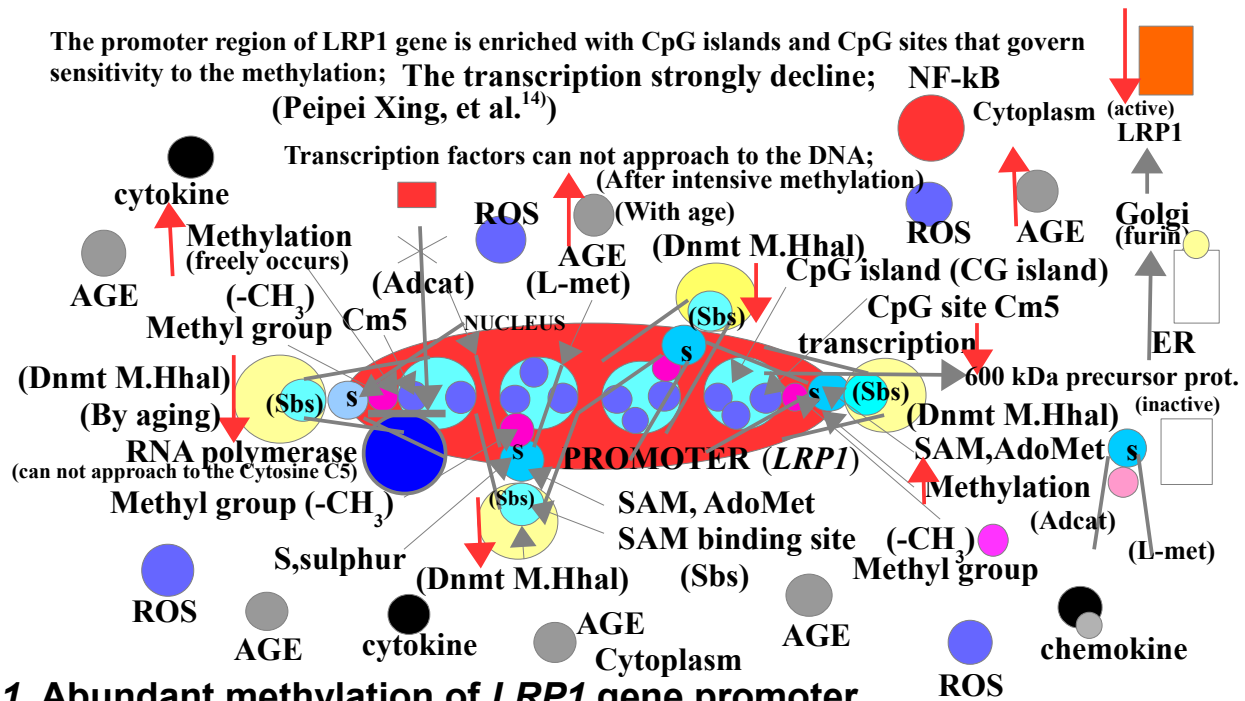 The promoter region of LRP1 gene is enriched with CpG islands and CpG sites that govern
sensitivity to the methylation; The transcription strongly decline;
(Peipei Xing, et al.14))
NF-kB
Cytoplasm
(active)
LRP1
Transcription factors can not approach to the DNA;
(After intensive methylation)
cytokine
ROS
(With age)
AGE
ROS
AGE
Golgi
(furin)
Methylation
(freely occurs)
AGE
(-CH3)
Methyl group
Cm5
(Adcat)
(L-met)
(Dnmt M.Hhal)
CpG island (CG island)
CpG site Cm5
NUCLEUS
(Sbs)
transcription
ER
600 kDa precursor prot.
(inactive)
(Dnmt M.Hhal)
(By aging)
(Sbs)
s
s
s
(Sbs)
(Dnmt M.Hhal)
RNA polymerase
(can not approach to the Cytosine C5)
Methyl group (-CH3)
s
PROMOTER (LRP1)
SAM,AdoMet
s
Methylation
(Adcat)
(L-met)
(Sbs)
SAM, AdoMet
SAM binding site
(Sbs)
(-CH3)
Methyl group
S,sulphur
(Dnmt M.Hhal)
ROS
AGE
cytokine
AGE
Cytoplasm
AGE
ROS
chemokine
1. Abundant methylation of LRP1 gene promoter